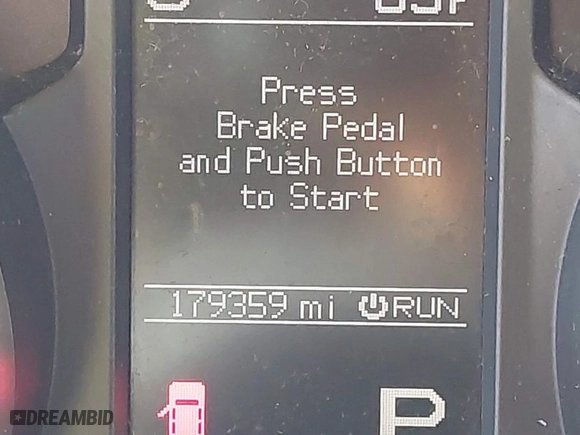 Press
Brake Pedal
and Push Button
to Start
179359 mi RUN
P
DREAMBID